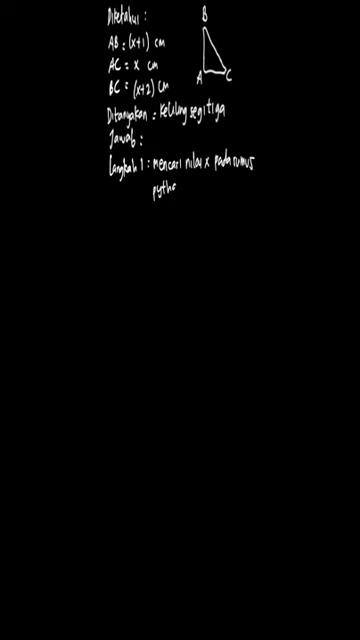 Diketahui :
AB = (x+1) cm
AC = x cm
BC = (x+2) cm
B
A
C
Ditanyakan = Keliling segitiga
Jawab :
Langkah 1 : mencari nilai x pada rumus
pytha